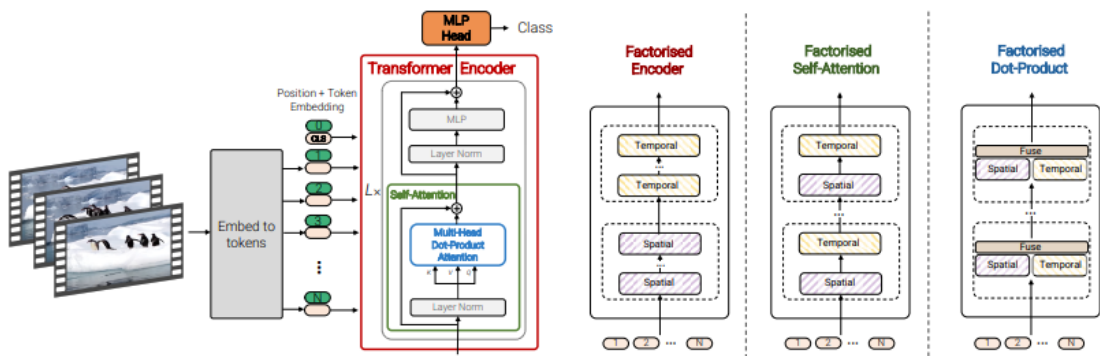 MLP
Head
Class
Transformer Encoder
Position + Token
Embedding
0
CLS
1
2
3
N
Embed to
tokens
L×
MLP
Layer Norm
Self-Attention
Multi-Head
Dot-Product
Attention
K
V
Q
Layer Norm
Factorised
Encoder
Temporal
...
Temporal
Spatial
...
Spatial
1
2
...
N
Factorised
Self-Attention
Temporal
Spatial
...
Temporal
Spatial
1
2
...
N
Factorised
Dot-Product
Fuse
Spatial
Temporal
...
Fuse
Spatial
Temporal
1
2
...
N